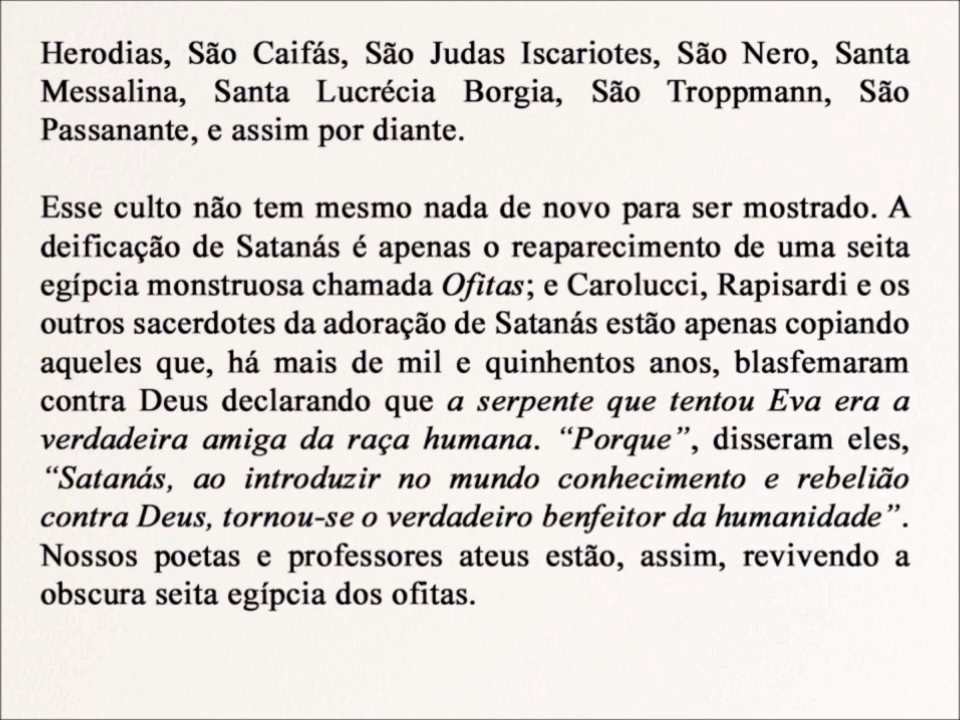 Herodias, São Caifás, São Judas Iscariotes, São Nero, Santa
Messalina, Santa Lucrécia Borgia, São Troppmann, São
Passanante, e assim por diante.
Esse culto não tem mesmo nada de novo para ser mostrado. A
deificação de Satanás é apenas o reaparecimento de uma seita
egípcia monstruosa chamada Ofitas; e Carolucci, Rapisardi e os
outros sacerdotes da adoração de Satanás estão apenas copiando
aqueles que, há mais de mil e quinhentos anos, blasfemaram
contra Deus declarando que a serpente que tentou Eva era a
verdadeira amiga da raça humana. “Porque”, disseram eles,
“Satanás, ao introduzir no mundo conhecimento e rebelião
contra Deus, tornou-se o verdadeiro benfeitor da humanidade”.
Nossos poetas e professores ateus estão, assim, revivendo a
obscura seita egípcia dos ofitas.